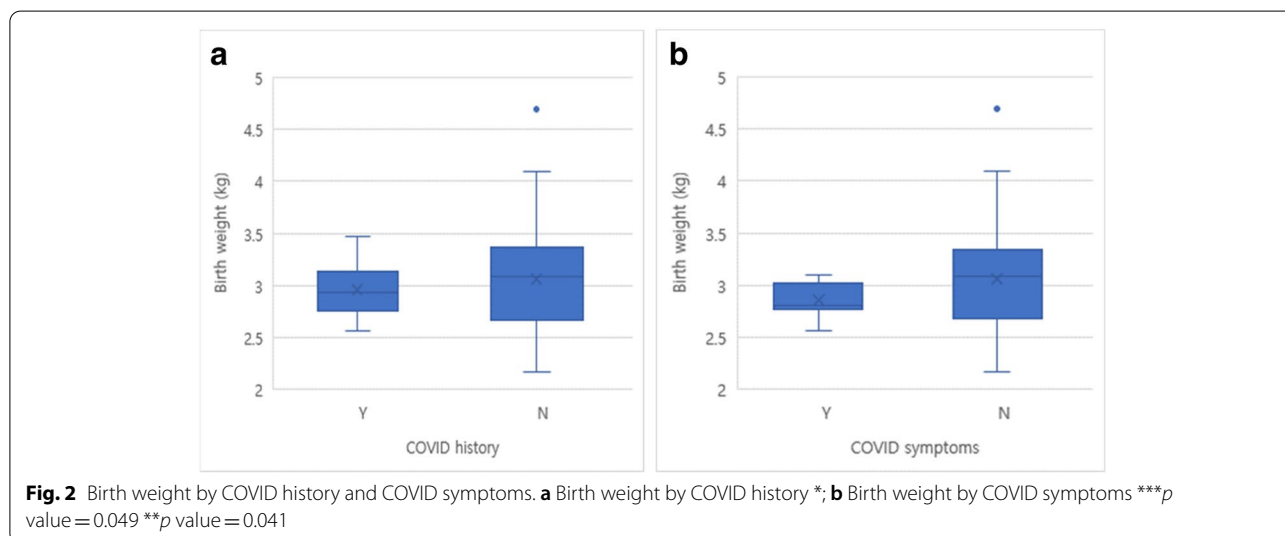 a
5
4.5
4
3.5
3
2.5
2
Birth weight (kg)
Y
N
COVID history
b
5
4.5
4
3.5
3
2.5
2
Birth weight (kg)
Y
N
COVID symptoms
Fig. 2 Birth weight by COVID history and COVID symptoms. a Birth weight by COVID history *; b Birth weight by COVID symptoms ***p
value = 0.049 **p value = 0.041